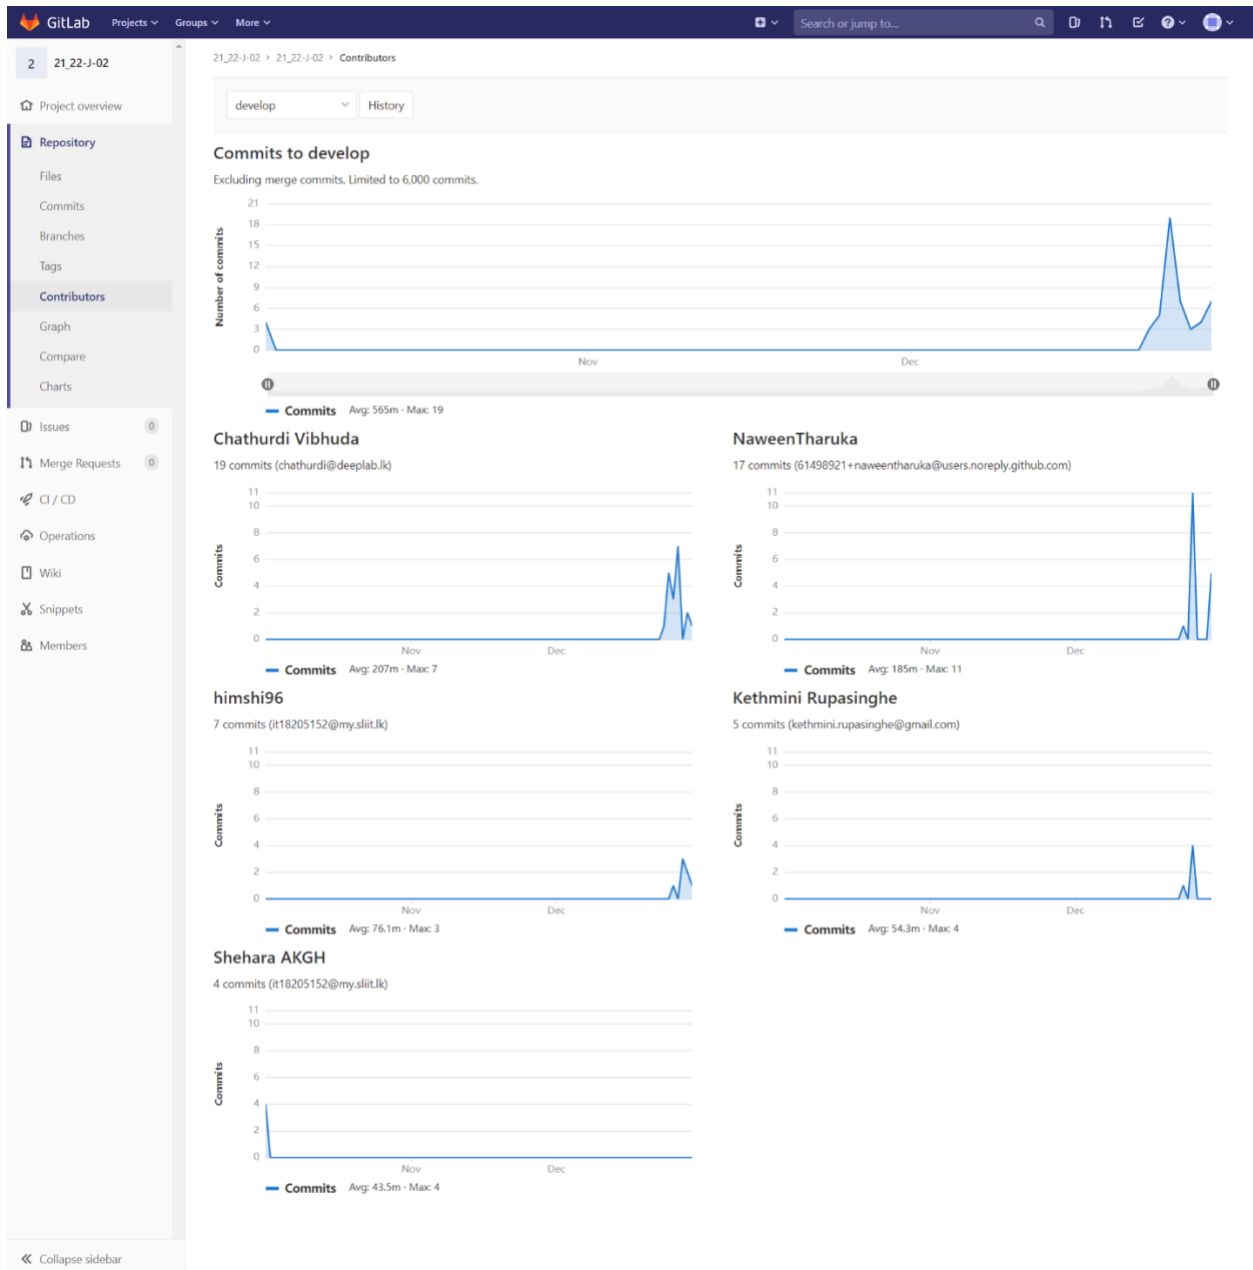 GitLab Projects Groups More Search or jump to...
2 21_22-J-02
Project overview
Repository
Files
Commits
Branches
Tags
Contributors
Graph
Compare
Charts
Issues 0
Merge Requests 0
CI / CD
Operations
Wiki
Snippets
Members
Collapse sidebar
21_22-J-02 > 21_22-J-02 > Contributors
develop History
Commits to develop
Excluding merge commits. Limited to 6,000 commits.
Number of commits
21
18
15
12
9
6
3
0
Nov Dec
Commits Avg: 565m · Max: 19
Chathurdi Vibhuda
19 commits (chathurdi@deeplab.lk)
Commits
11
10
8
6
4
2
0
Nov Dec
Commits Avg: 207m · Max: 7
NaweenTharuka
17 commits (61498921+naweentharuka@users.noreply.github.com)
Commits
11
10
8
6
4
2
0
Nov Dec
Commits Avg: 185m · Max: 11
himshi96
7 commits (it18205152@my.sliit.lk)
Commits
11
10
8
6
4
2
0
Nov Dec
Commits Avg: 76.1m · Max: 3
Kethmini Rupasinghe
5 commits (kethmini.rupasinghe@gmail.com)
Commits
11
10
8
6
4
2
0
Nov Dec
Commits Avg: 54.3m · Max: 4
Shehara AKGH
4 commits (it18205152@my.sliit.lk)
Commits
11
10
8
6
4
2
0
Nov Dec
Commits Avg: 43.5m · Max: 4